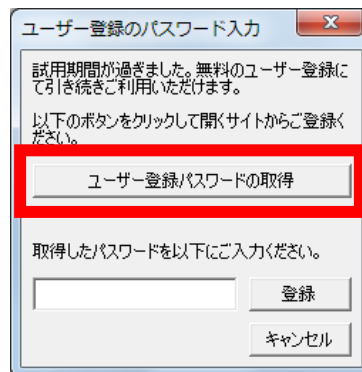 ユーザー登録のパスワード入力
試用期間が過ぎました。無料のユーザー登録に
て引き続きご利用いただけます。
以下のボタンをクリックして開くサイトからご登録く
ださい。
ユーザー登録パスワードの取得
取得したパスワードを以下にご入力ください。
登録
キャンセル